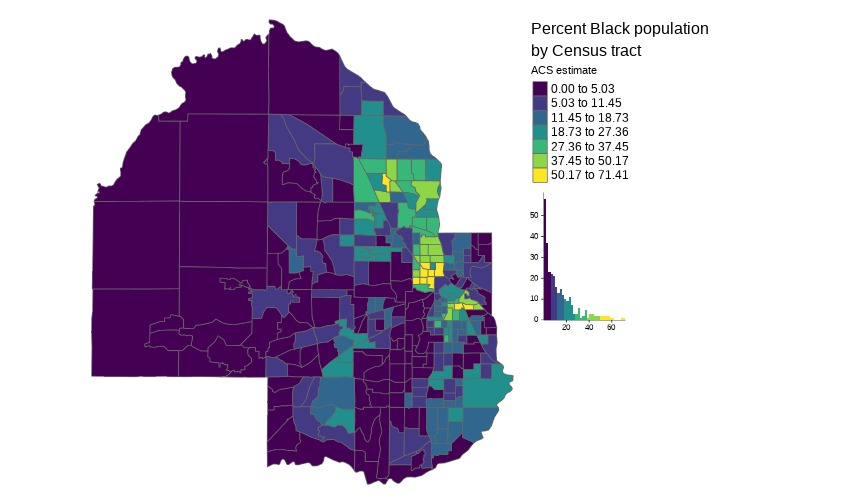 Percent Black population
by Census tract
ACS estimate
0.00 to 5.03
5.03 to 11.45
11.45 to 18.73
18.73 to 27.36
27.36 to 37.45
37.45 to 50.17
50.17 to 71.41
50
40
30
20
10
0
20 40 60